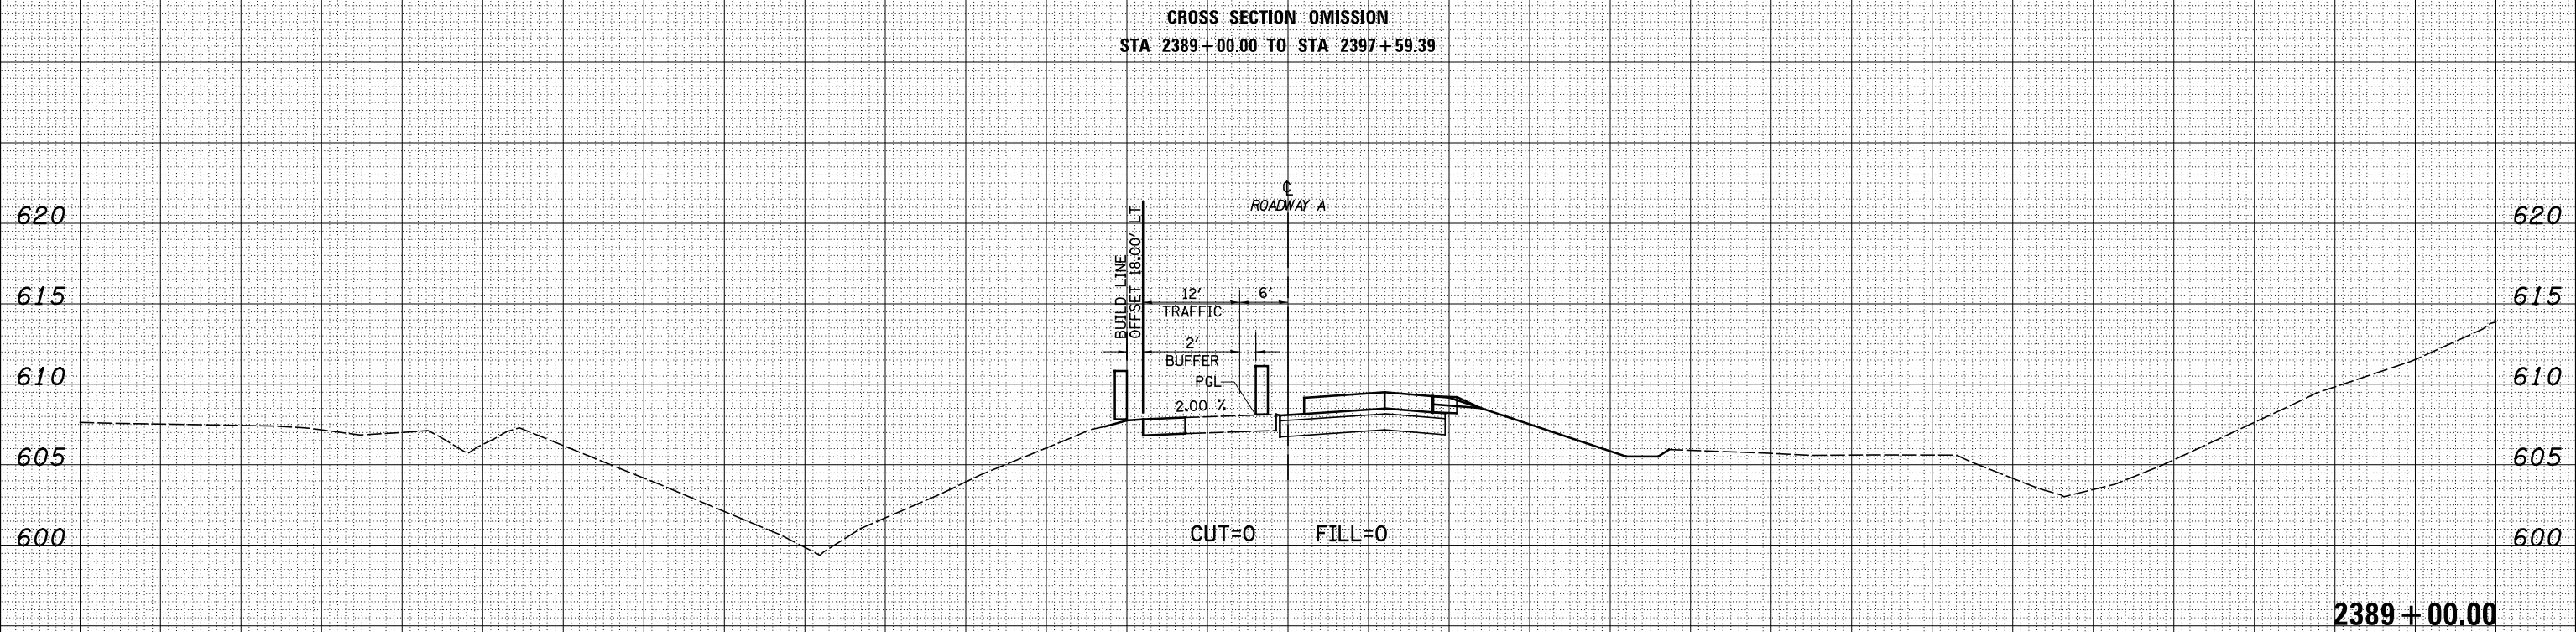 CROSS SECTION OMISSION
STA 2389+00.00 TO STA 2397+59.39
℄
ROADWAY A
620
620
BUILD LINE
OFFSET 18.00' LT
615
12'
6'
615
TRAFFIC
2'
BUFFER
610
PGL
610
2.00 %
605
605
600
CUT=0
FILL=0
600
2389+00.00